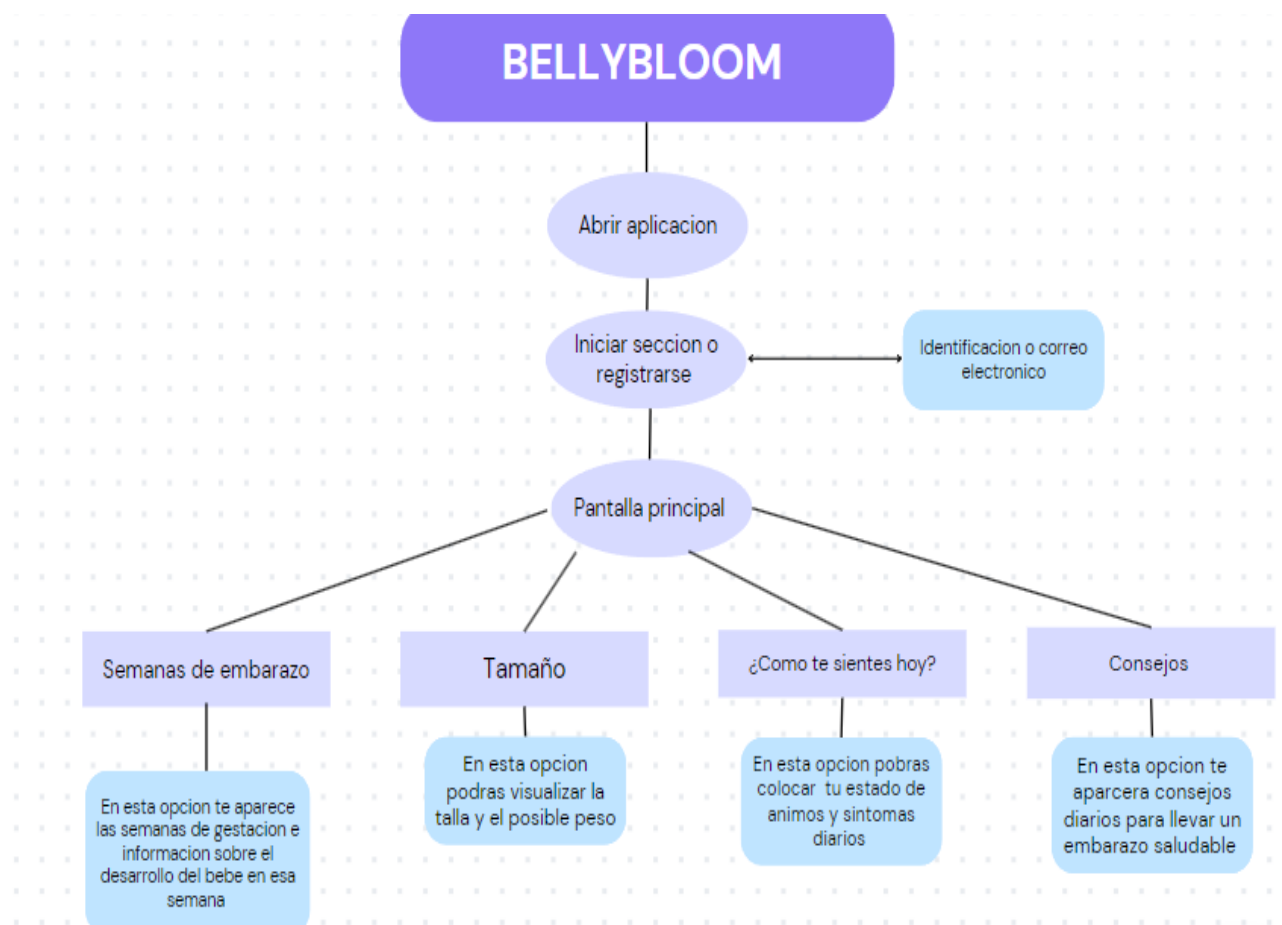 BELLYBLOOM
Abrir aplicacion
Iniciar seccion o
registrarse
Identificacion o correo
electronico
Pantalla principal
Semanas de embarazo
Tamaño
¿Como te sientes hoy?
Consejos
En esta opcion te aparece
las semanas de gestacion e
informacion sobre el
desarrollo del bebe en esa
semana
En esta opcion
podras visualizar la
talla y el posible peso
En esta opcion pobras
colocar tu estado de
animos y sintomas
diarios
En esta opcion te
aparcera consejos
diarios para llevar un
embarazo saludable